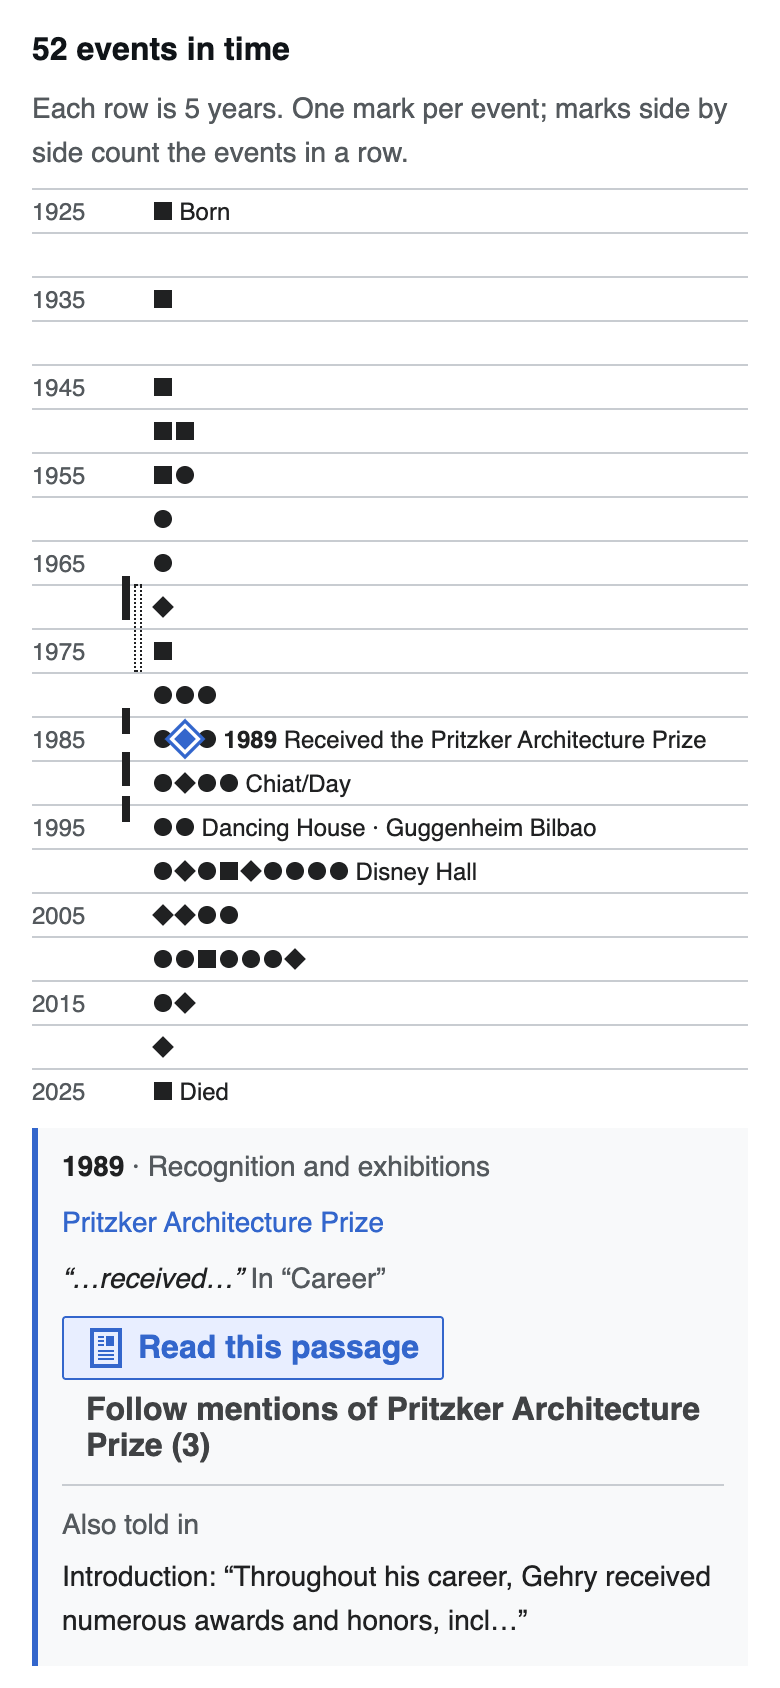 52 events in time
Each row is 5 years. One mark per event; marks side by
side count the events in a row.
1925 Born
1935
1945
1955
1965
1975
1985 1989 Received the Pritzker Architecture Prize
Chiat/Day
1995 Dancing House · Guggenheim Bilbao
Disney Hall
2005
2015
2025 Died
1989 · Recognition and exhibitions
Pritzker Architecture Prize
“…received…” In “Career”
Read this passage
Follow mentions of Pritzker Architecture
Prize (3)
Also told in
Introduction: “Throughout his career, Gehry received
numerous awards and honors, incl…”